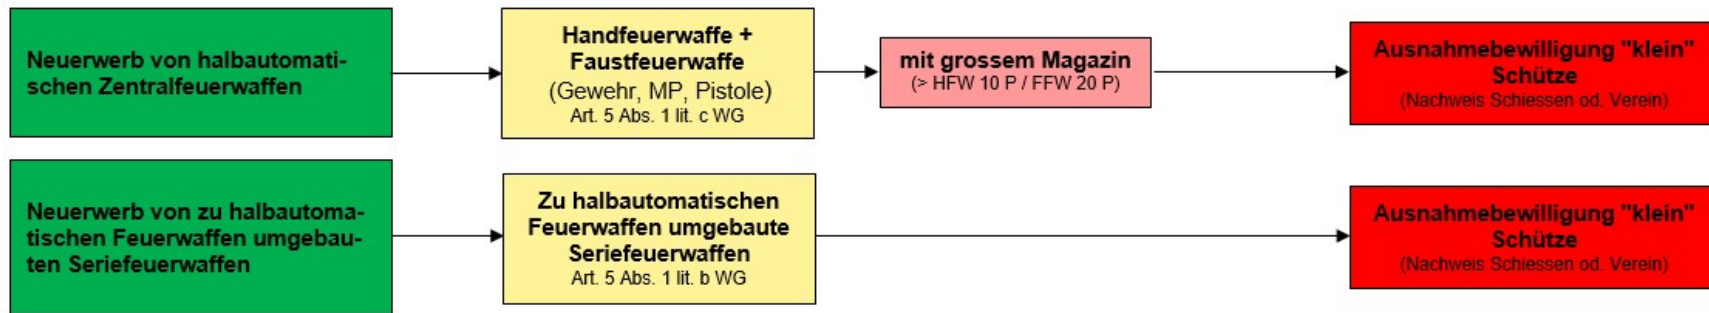 Neuerwerb von halbautomati-
schen Zentralfeuerwaffen
Handfeuerwaffe +
Faustfeuerwaffe
(Gewehr, MP, Pistole)
Art. 5 Abs. 1 lit. c WG
mit grossem Magazin
(> HFW 10 P / FFW 20 P)
Ausnahmebewilligung "klein"
Schütze
(Nachweis Schiessen od. Verein)
Neuerwerb von zu halbautoma-
tischen Feuerwaffen umgebau-
ten Seriefeuerwaffen
Zu halbautomatischen
Feuerwaffen umgebaute
Seriefeuerwaffen
Art. 5 Abs. 1 lit. b WG
Ausnahmebewilligung "klein"
Schütze
(Nachweis Schiessen od. Verein)